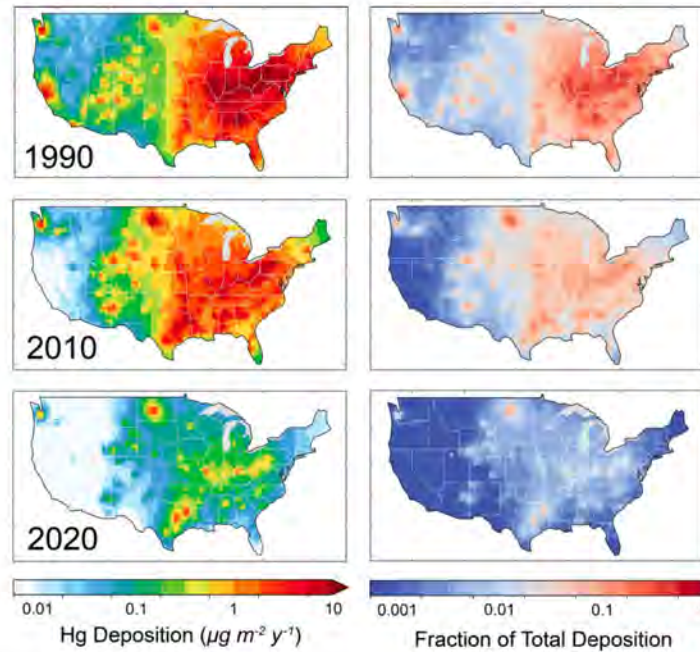 1990
2010
2020
0.01 0.1 1 10
0.001 0.01 0.1
Hg Deposition (µg m⁻² y⁻¹)
Fraction of Total Deposition